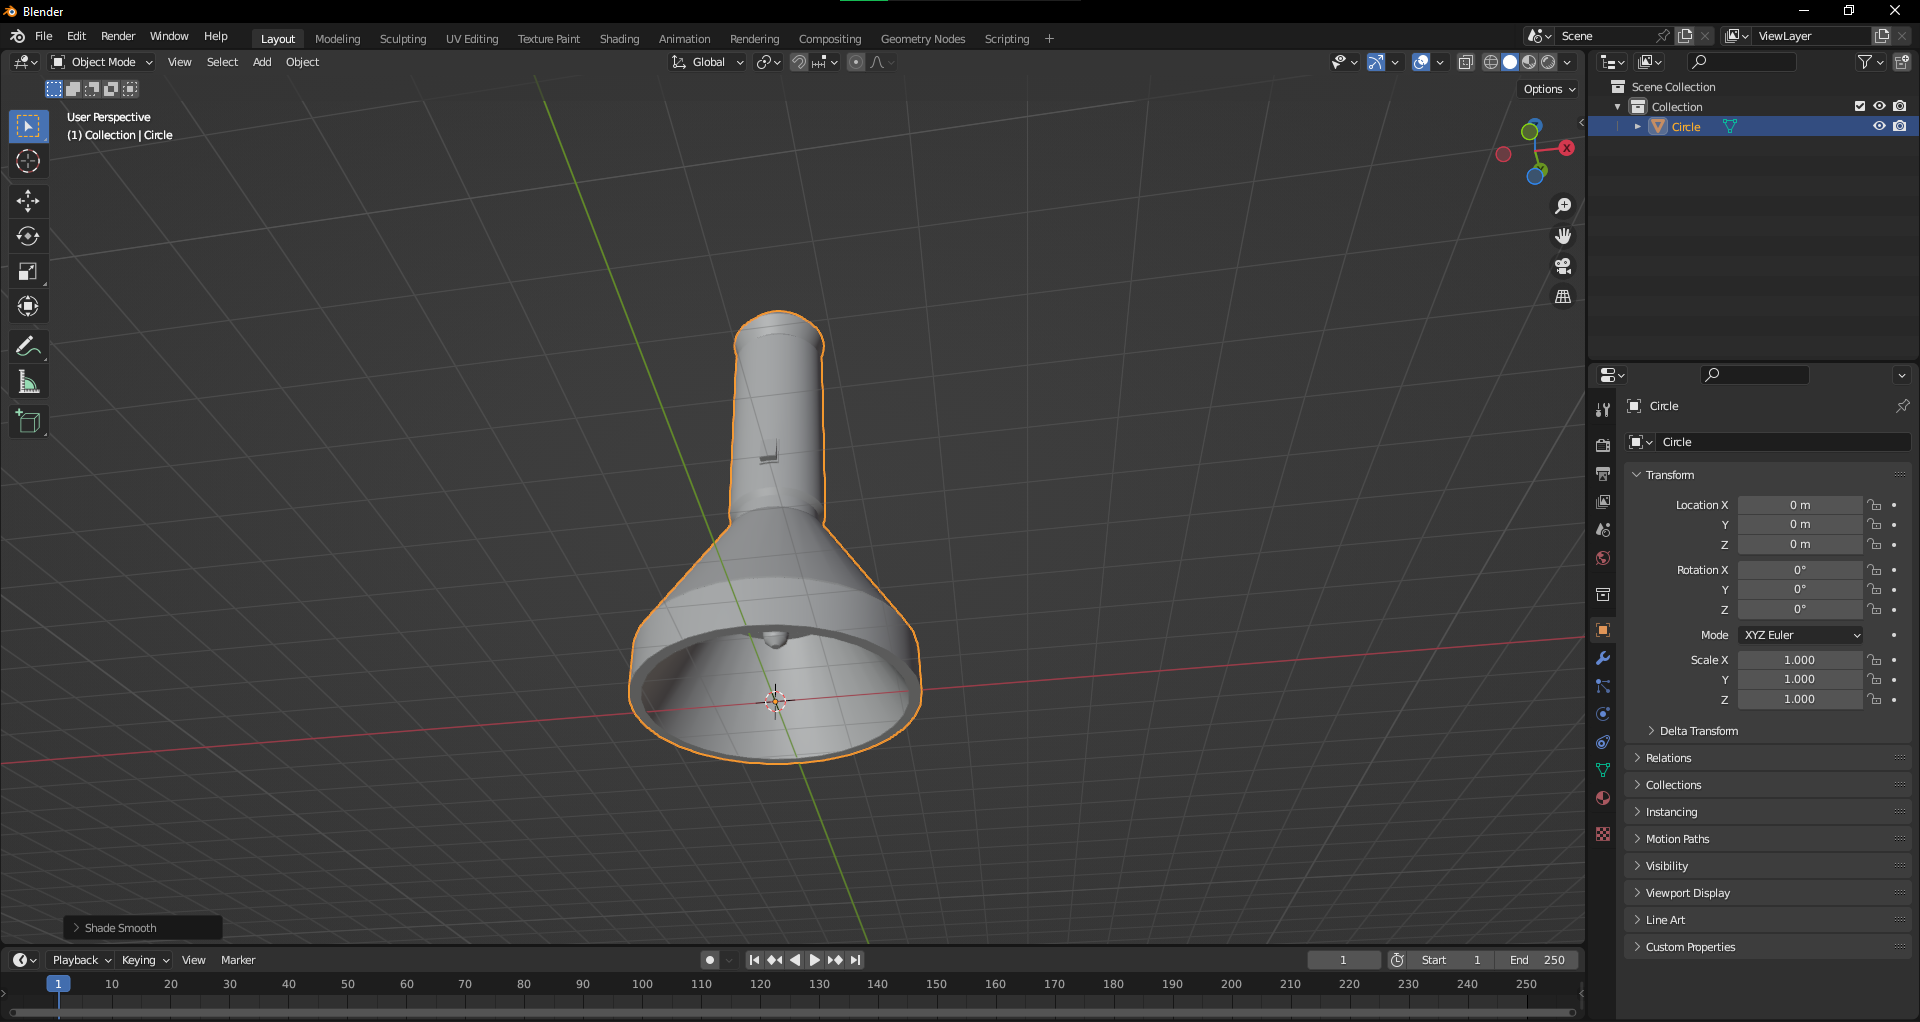 Blender
File Edit Render Window Help Layout Modeling Sculpting UV Editing Texture Paint Shading Animation Rendering Compositing Geometry Nodes Scripting + Scene ViewLayer
Object Mode View Select Add Object Global
Options
User Perspective
(1) Collection | Circle
X
Scene Collection
Collection
Circle
Circle
Circle
Transform
Location X 0 m
Y 0 m
Z 0 m
Rotation X 0°
Y 0°
Z 0°
Mode XYZ Euler
Scale X 1.000
Y 1.000
Z 1.000
Delta Transform
Relations
Collections
Instancing
Motion Paths
Visibility
Viewport Display
Line Art
Custom Properties
Shade Smooth
Playback Keying View Marker 1 Start 1 End 250
1 10 20 30 40 50 60 70 80 90 100 110 120 130 140 150 160 170 180 190 200 210 220 230 240 250